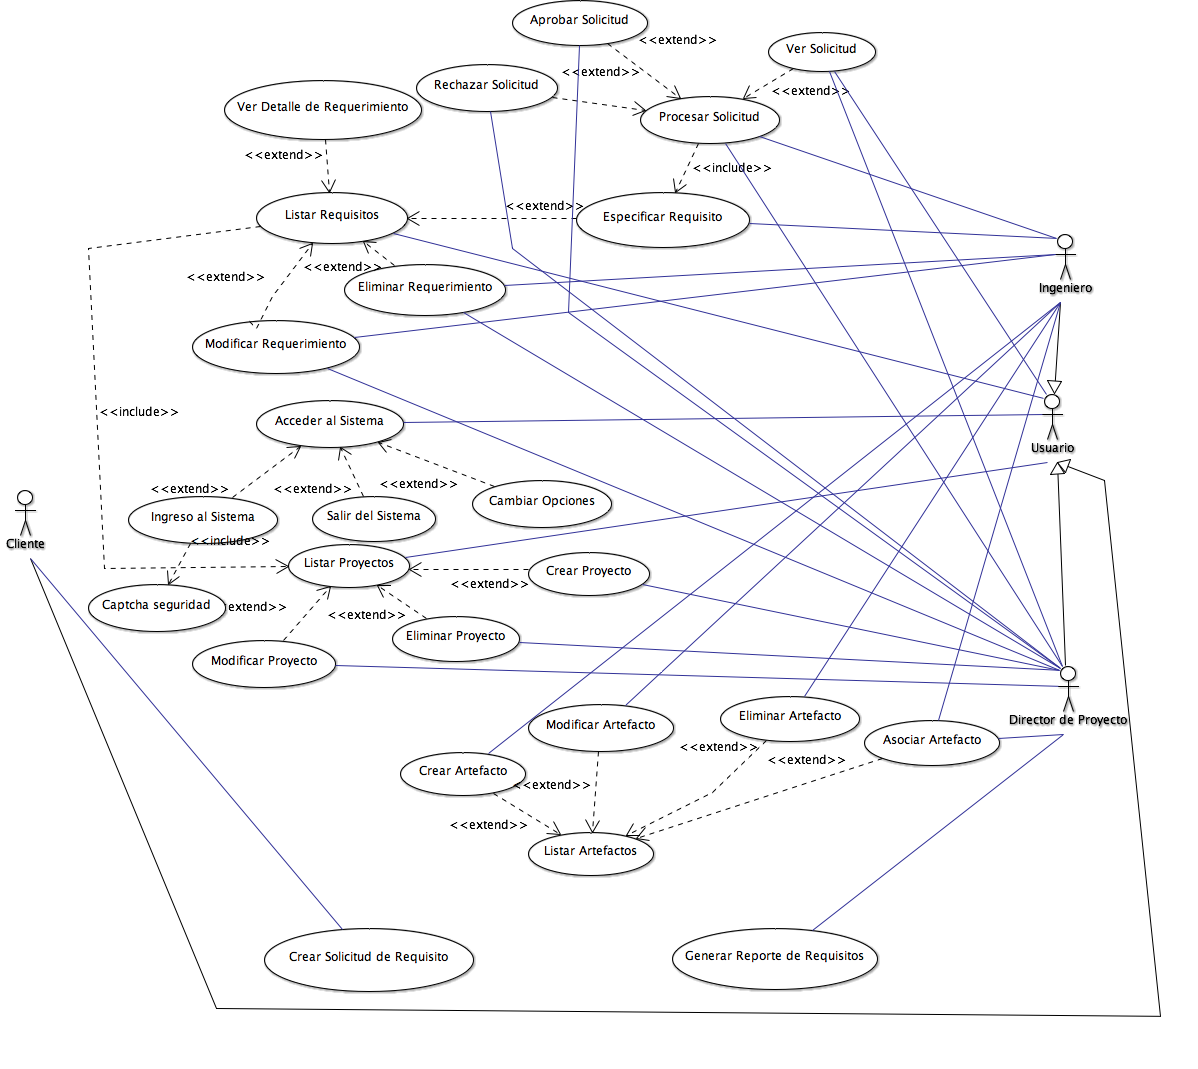 Aprobar Solicitud
<<extend>>
Ver Solicitud
Rechazar Solicitud
<<extend>>
<<extend>>
Ver Detalle de Requerimiento
Procesar Solicitud
<<extend>>
<<include>>
<<extend>>
Listar Requisitos
Especificar Requisito
<<extend>>
<<extend>>
Eliminar Requerimiento
Ingeniero
Modificar Requerimiento
<<include>>
Acceder al Sistema
Usuario
<<extend>>
<<extend>>
<<extend>>
Cambiar Opciones
Ingreso al Sistema
Salir del Sistema
Cliente
<<include>>
Listar Proyectos
Crear Proyecto
<<extend>>
Captcha seguridad
extend>>
<<extend>>
Eliminar Proyecto
Modificar Proyecto
Director de Proyecto
Modificar Artefacto
Eliminar Artefacto
Asociar Artefacto
<<extend>>
<<extend>>
Crear Artefacto
<<extend>>
<<extend>>
Listar Artefactos
Crear Solicitud de Requisito
Generar Reporte de Requisitos